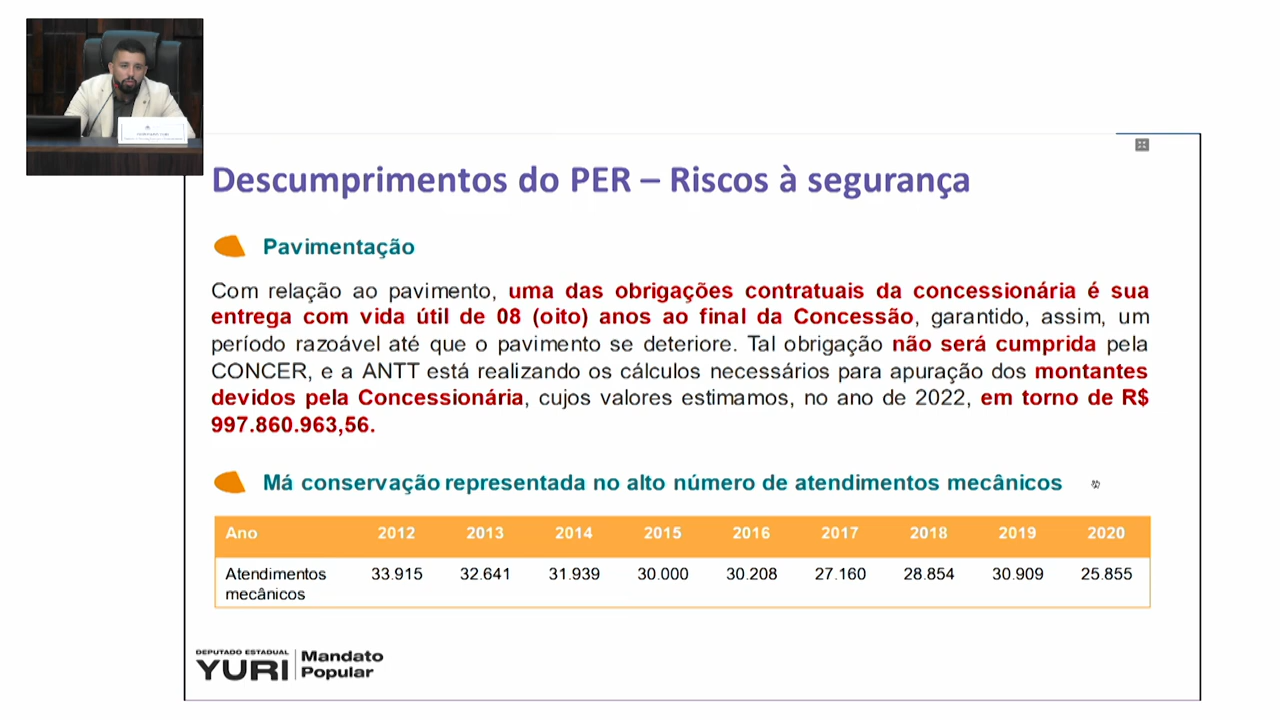 Descumprimentos do PER – Riscos à segurança
Pavimentação
Com relação ao pavimento, uma das obrigações contratuais da concessionária é sua
entrega com vida útil de 08 (oito) anos ao final da Concessão, garantido, assim, um
período razoável até que o pavimento se deteriore. Tal obrigação não será cumprida pela
CONCER, e a ANTT está realizando os cálculos necessários para apuração dos montantes
devidos pela Concessionária, cujos valores estimamos, no ano de 2022, em torno de R$
997.860.963,56.
Má conservação representada no alto número de atendimentos mecânicos
Ano 2012 2013 2014 2015 2016 2017 2018 2019 2020
Atendimentos 33.915 32.641 31.939 30.000 30.208 27.160 28.854 30.909 25.855
mecânicos
DEPUTADO ESTADUAL
YURI
Mandato
Popular